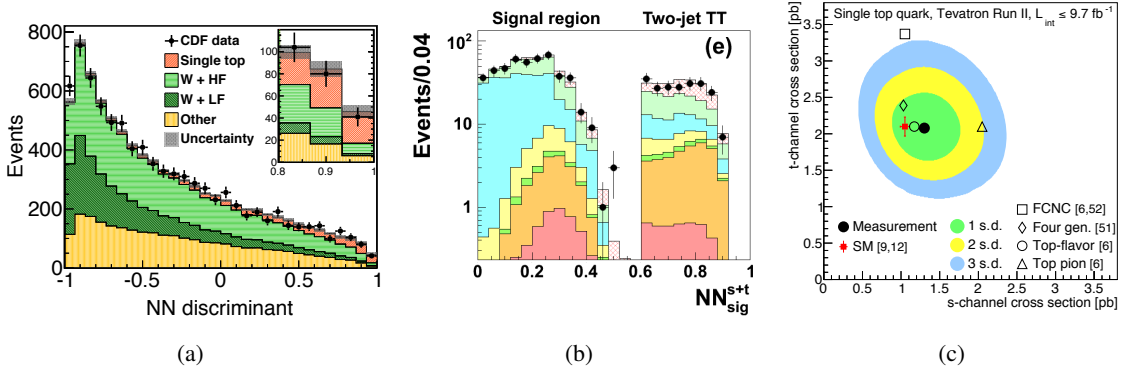 Events
800
600
400
200
0
-1
-0.5
0
0.5
1
NN discriminant
CDF data
Single top
W + HF
W + LF
Other
Uncertainty
100
80
60
40
20
0
0.8
0.9
1
(a)
Signal region Two-jet TT
(e)
Events/0.04
10²
10
1
0 0.2 0.4 0.6 0.8
NN s+t sig
(b)
Single top quark, Tevatron Run II, L int ≤ 9.7 fb⁻¹
t-channel cross section [pb]
3.5
3
2.5
2
1.5
1
0.5
0
0 0.5 1 1.5 2 2.5 3 3.5
s-channel cross section [pb]
Measurement
SM [9,12]
1 s.d.
2 s.d.
3 s.d.
FCNC [6,52]
Four gen. [51]
Top-flavor [6]
Top pion [6]
(c)